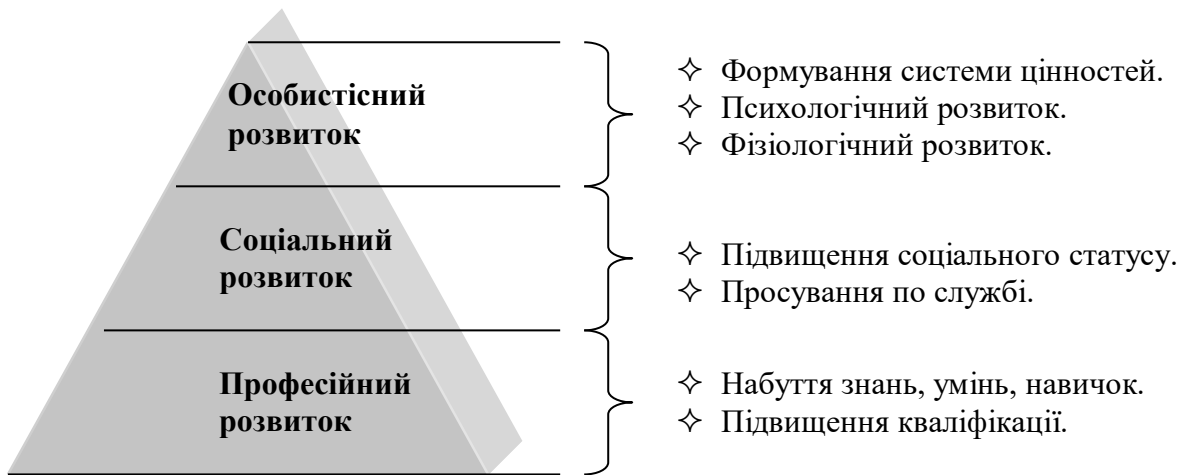 Особистісний
розвиток
✧ Формування системи цінностей.
✧ Психологічний розвиток.
✧ Фізіологічний розвиток.
Соціальний
розвиток
✧ Підвищення соціального статусу.
✧ Просування по службі.
Професійний
розвиток
✧ Набуття знань, умінь, навичок.
✧ Підвищення кваліфікації.